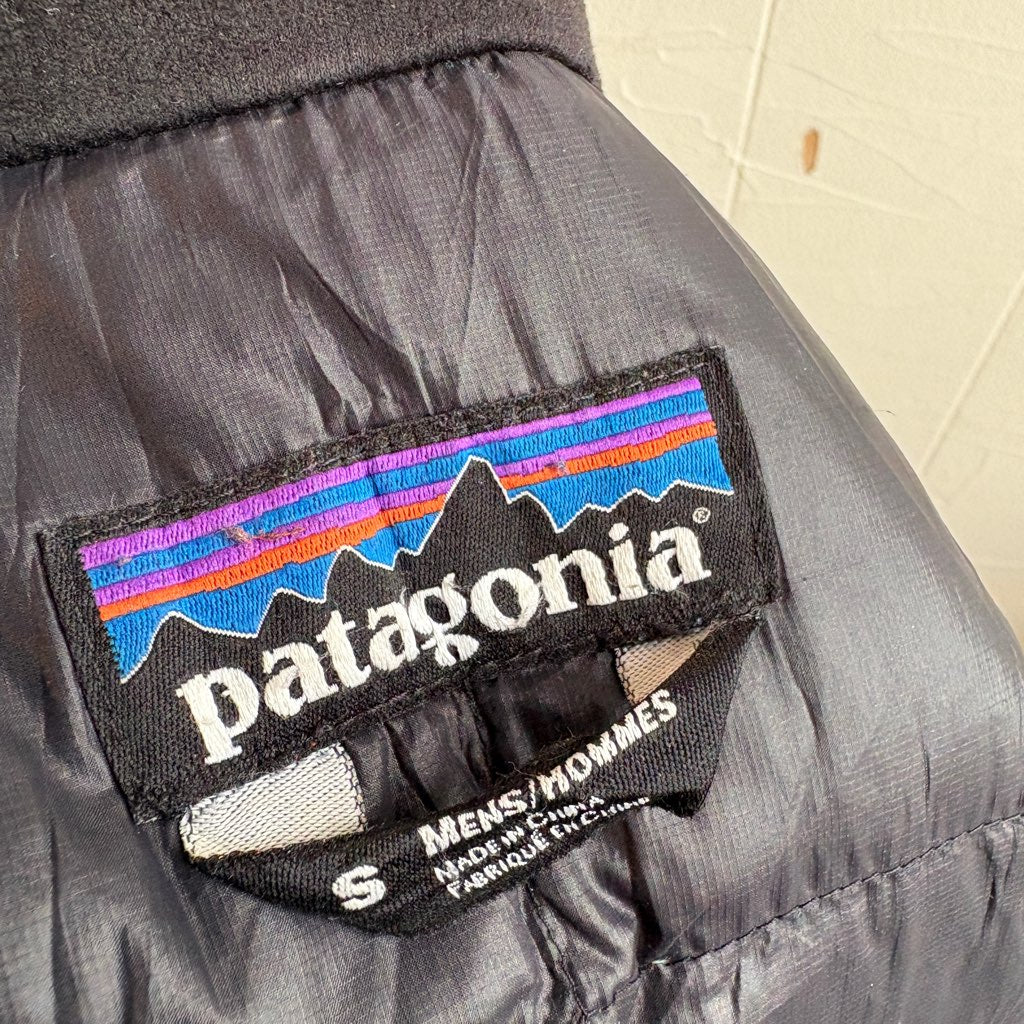 patagonia®
S
MENS/HOMMES
MADE IN CHINA
FABRIQUÉ EN CHINE